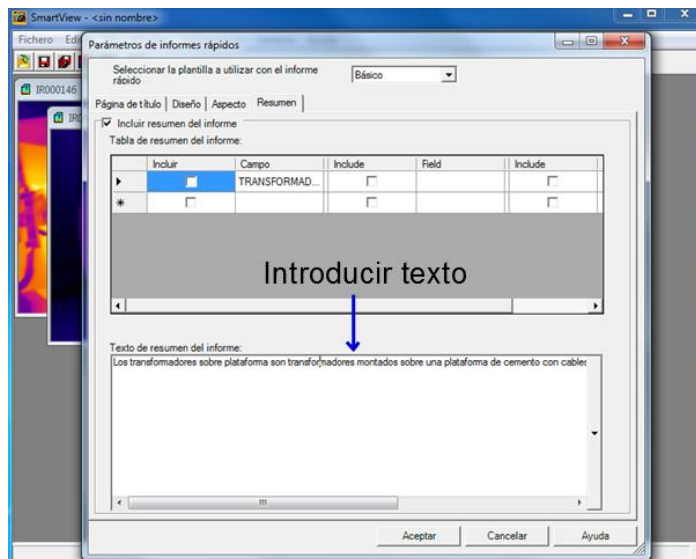 SmartView - <sin nombre>
Fichero
Parámetros de informes rápidos
Seleccionar la plantilla a utilizar con el informe
rápido
Básico
IR000146
Página de título Diseño Aspecto Resumen
Incluir resumen del informe
Tabla de resumen del informe:
Incluir Campo Include Field Include
TRANSFORMAD...
Introducir texto
Texto de resumen del informe:
Los transformadores sobre plataforma son transformadores montados sobre una plataforma de cemento con cables
Aceptar Cancelar Ayuda